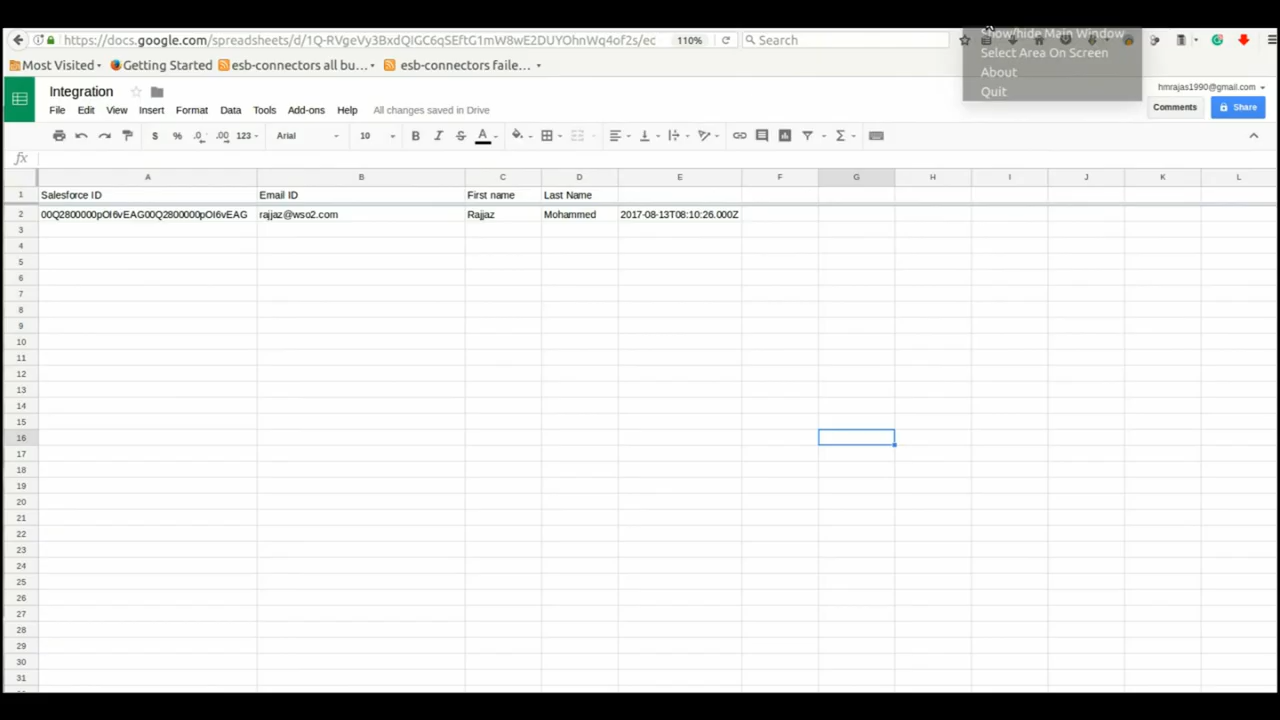 https://docs.google.com/spreadsheets/d/1Q-RVgeVy3BxdQIGC6qSEftG1mW8wE2DUYOhnWq4of2s/ec 110% Search
Show/hide Main Window
Select Area On Screen
About
Quit
Most Visited Getting Started esb-connectors all bu... esb-connectors faile...
Integration
hmrajas1990@gmail.com
File Edit View Insert Format Data Tools Add-ons Help All changes saved in Drive
Comments Share
$ % .0 .00 123 Arial 10 B I S A Σ
fx
A B C D E F G H I J K L
1 Salesforce ID Email ID First name Last Name
2 00Q2800000pOI6vEAG00Q2800000pOI6vEAG rajjaz@wso2.com Rajjaz Mohammed 2017-08-13T08:10:26.000Z
3
4
5
6
7
8
9
10
11
12
13
14
15
16
17
18
19
20
21
22
23
24
25
26
27
28
29
30
31